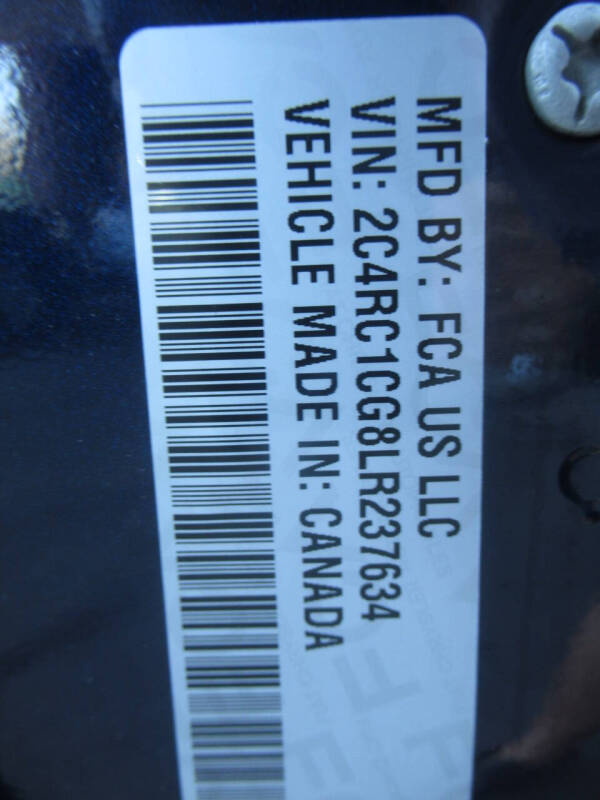 MFD BY: FCA US LLC
VIN: 2C4RC1CG8LR237634
VEHICLE MADE IN: CANADA